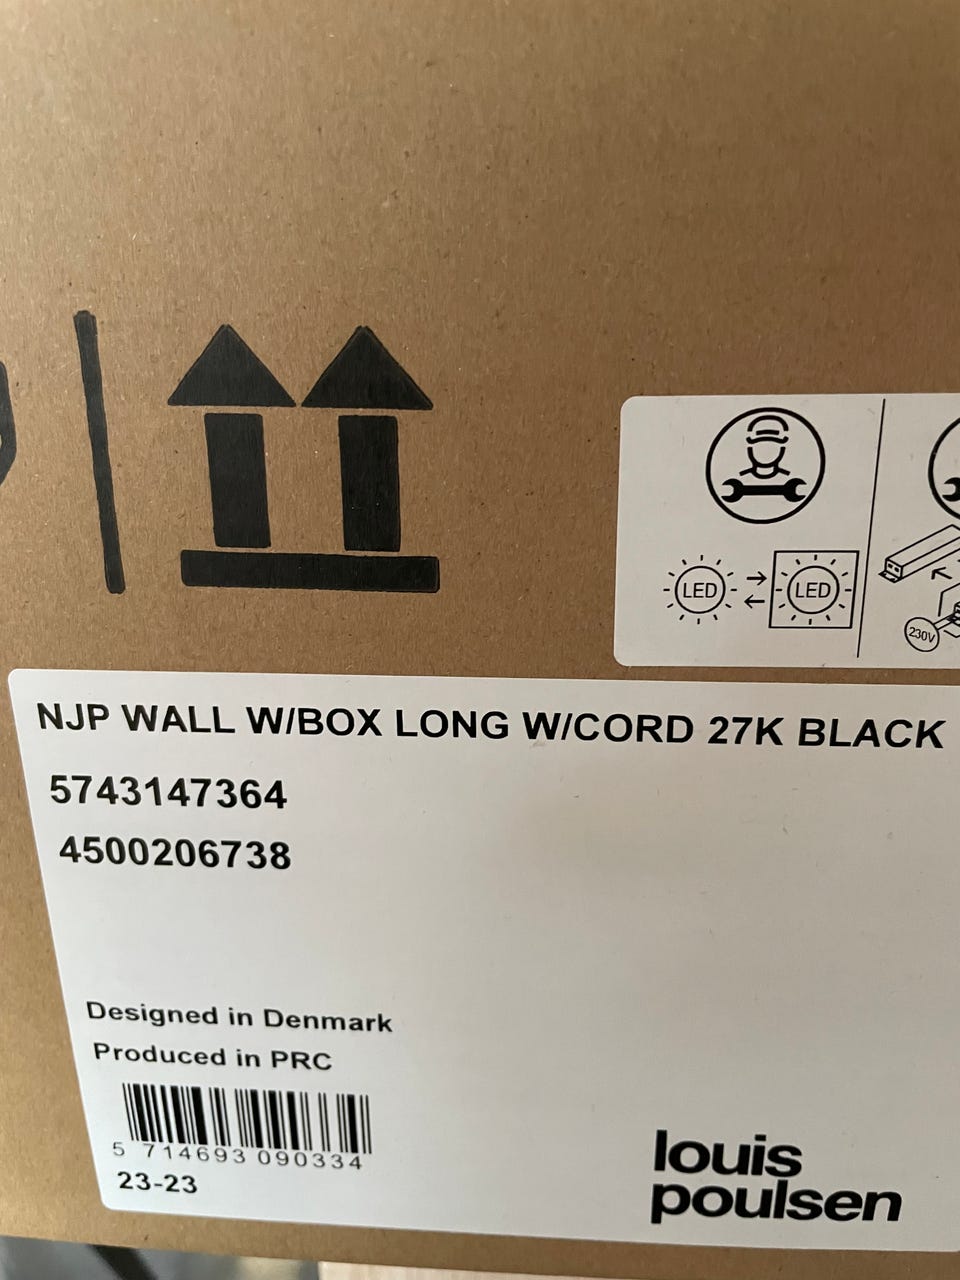 LED
LED
230V
NJP WALL W/BOX LONG W/CORD 27K BLACK
5743147364
4500206738
Designed in Denmark
Produced in PRC
5 714693 090334
23-23
louis
poulsen